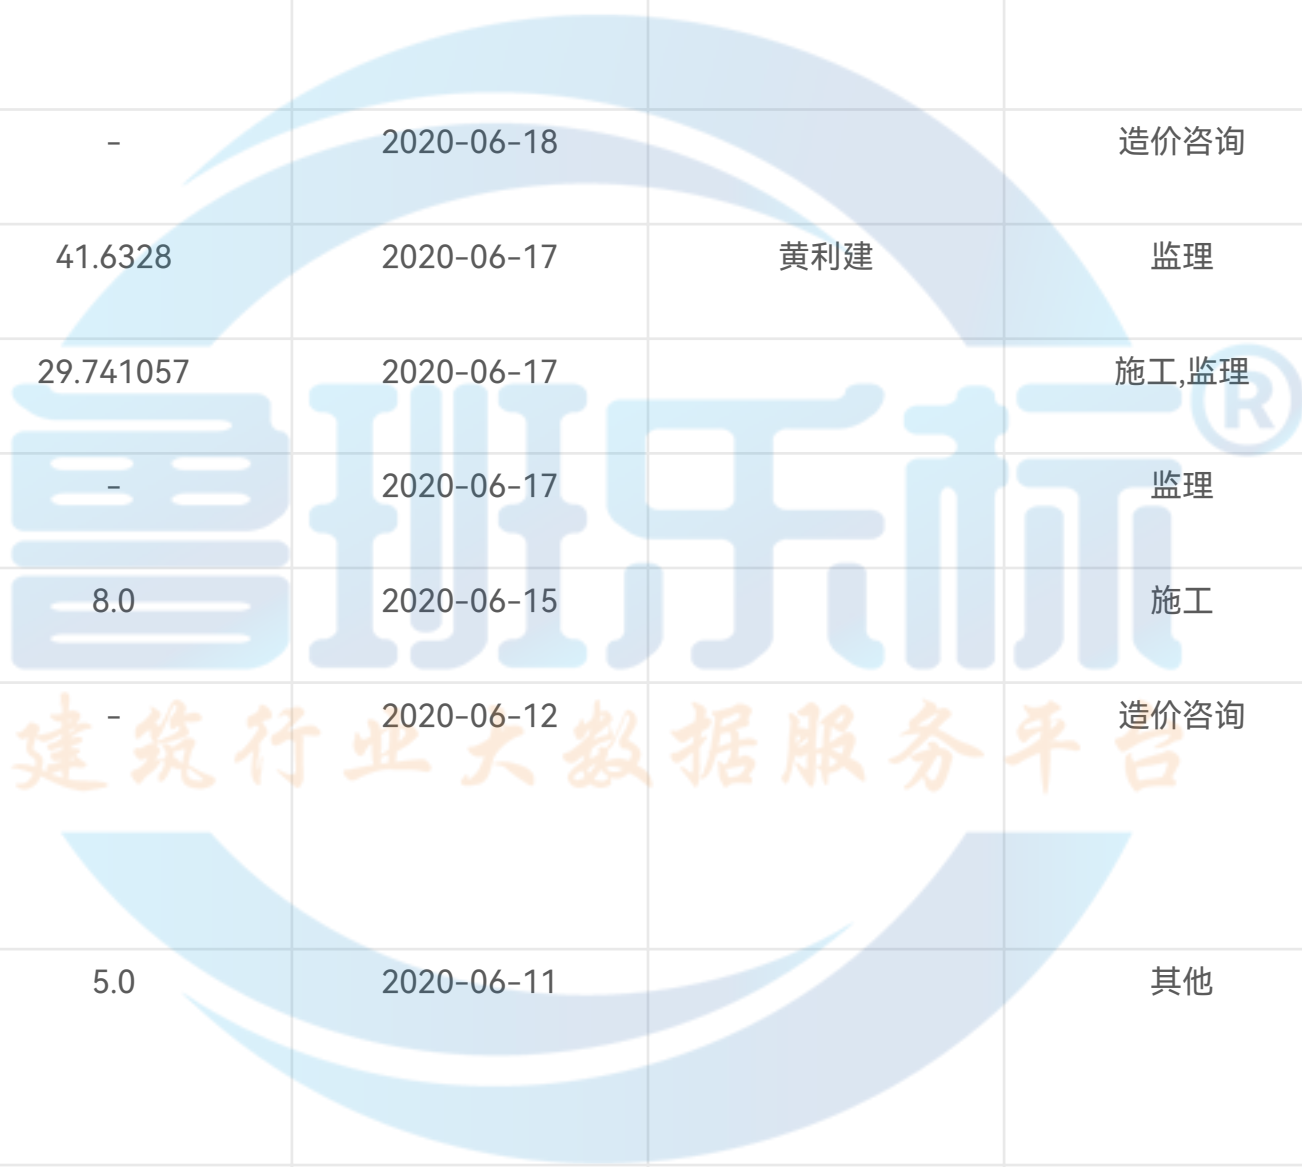 - 2020-06-18 造价咨询
41.6328 2020-06-17 黄利建 监理
29.741057 2020-06-17 施工,监理
®
鲁班乐标
- 2020-06-17 监理
8.0 2020-06-15 施工
- 2020-06-12 造价咨询
建筑行业大数据服务平台
5.0 2020-06-11 其他